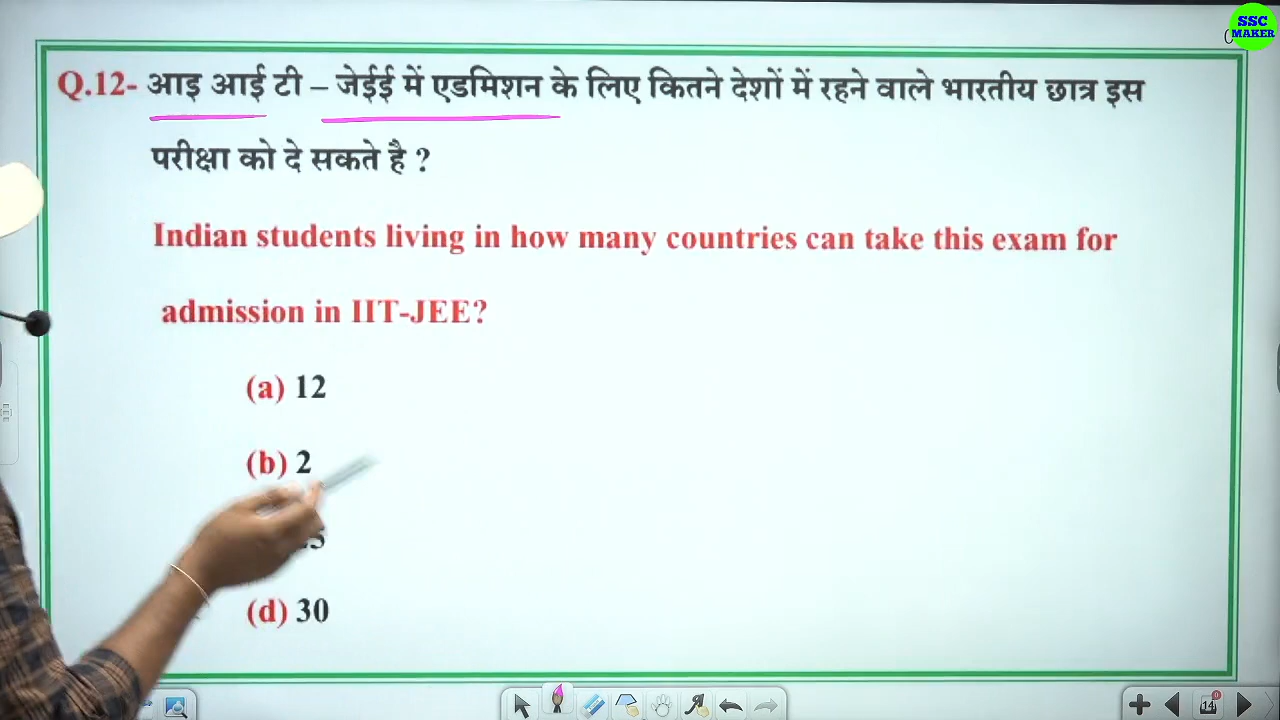 SSC
MAKER
Q.12- आइ आई टी – जेईई में एडमिशन के लिए कितने देशों में रहने वाले भारतीय छात्र इस
परीक्षा को दे सकते है ?
Indian students living in how many countries can take this exam for
admission in IIT-JEE?
(a) 12
(b) 2
(d) 30
14